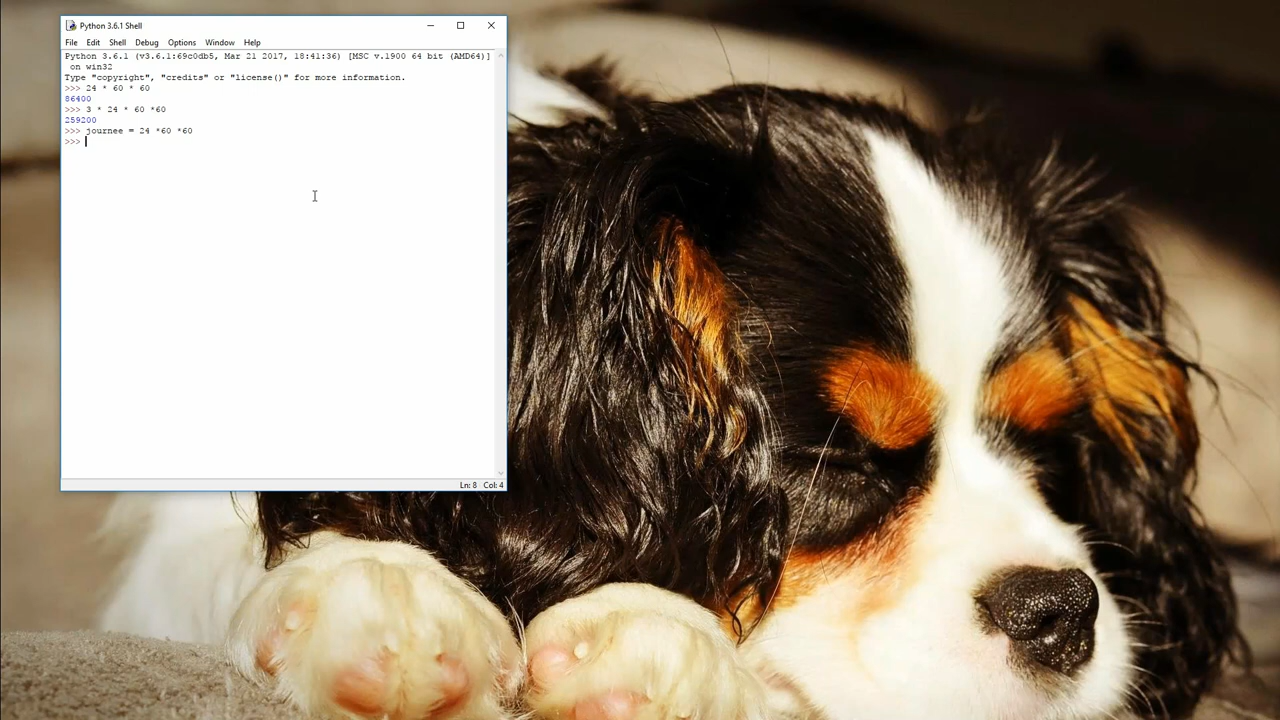 Python 3.6.1 Shell
File Edit Shell Debug Options Window Help
Python 3.6.1 (v3.6.1:69c0db5, Mar 21 2017, 18:41:36) [MSC v.1900 64 bit (AMD64)]
on win32
Type "copyright", "credits" or "license()" for more information.
>>> 24 * 60 * 60
86400
>>> 3 * 24 * 60 *60
259200
>>> journee = 24 *60 *60
>>>
Ln: 8 Col: 4